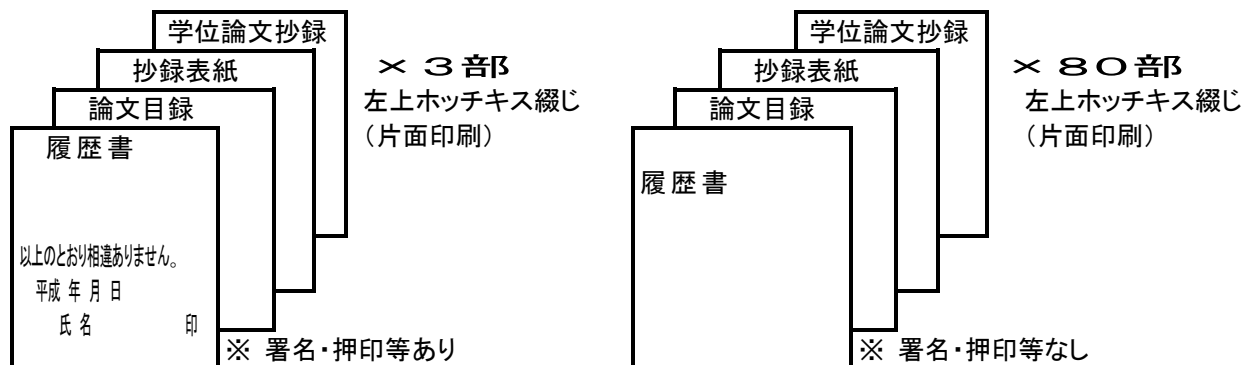 学位論文抄録
抄録表紙
論文目録
履歴書
以上のとおり相違ありません。
平成 年 月 日
氏 名 印
× 3部
左上ホッチキス綴じ
（片面印刷）
※ 署名・押印等あり
学位論文抄録
抄録表紙
論文目録
履歴書
× 80部
左上ホッチキス綴じ
（片面印刷）
※ 署名・押印等なし